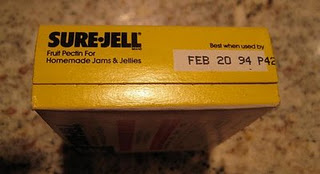 SURE·JELL
Fruit Pectin For
Homemade Jams & Jellies
Best when used by
FEB 20 94 P42